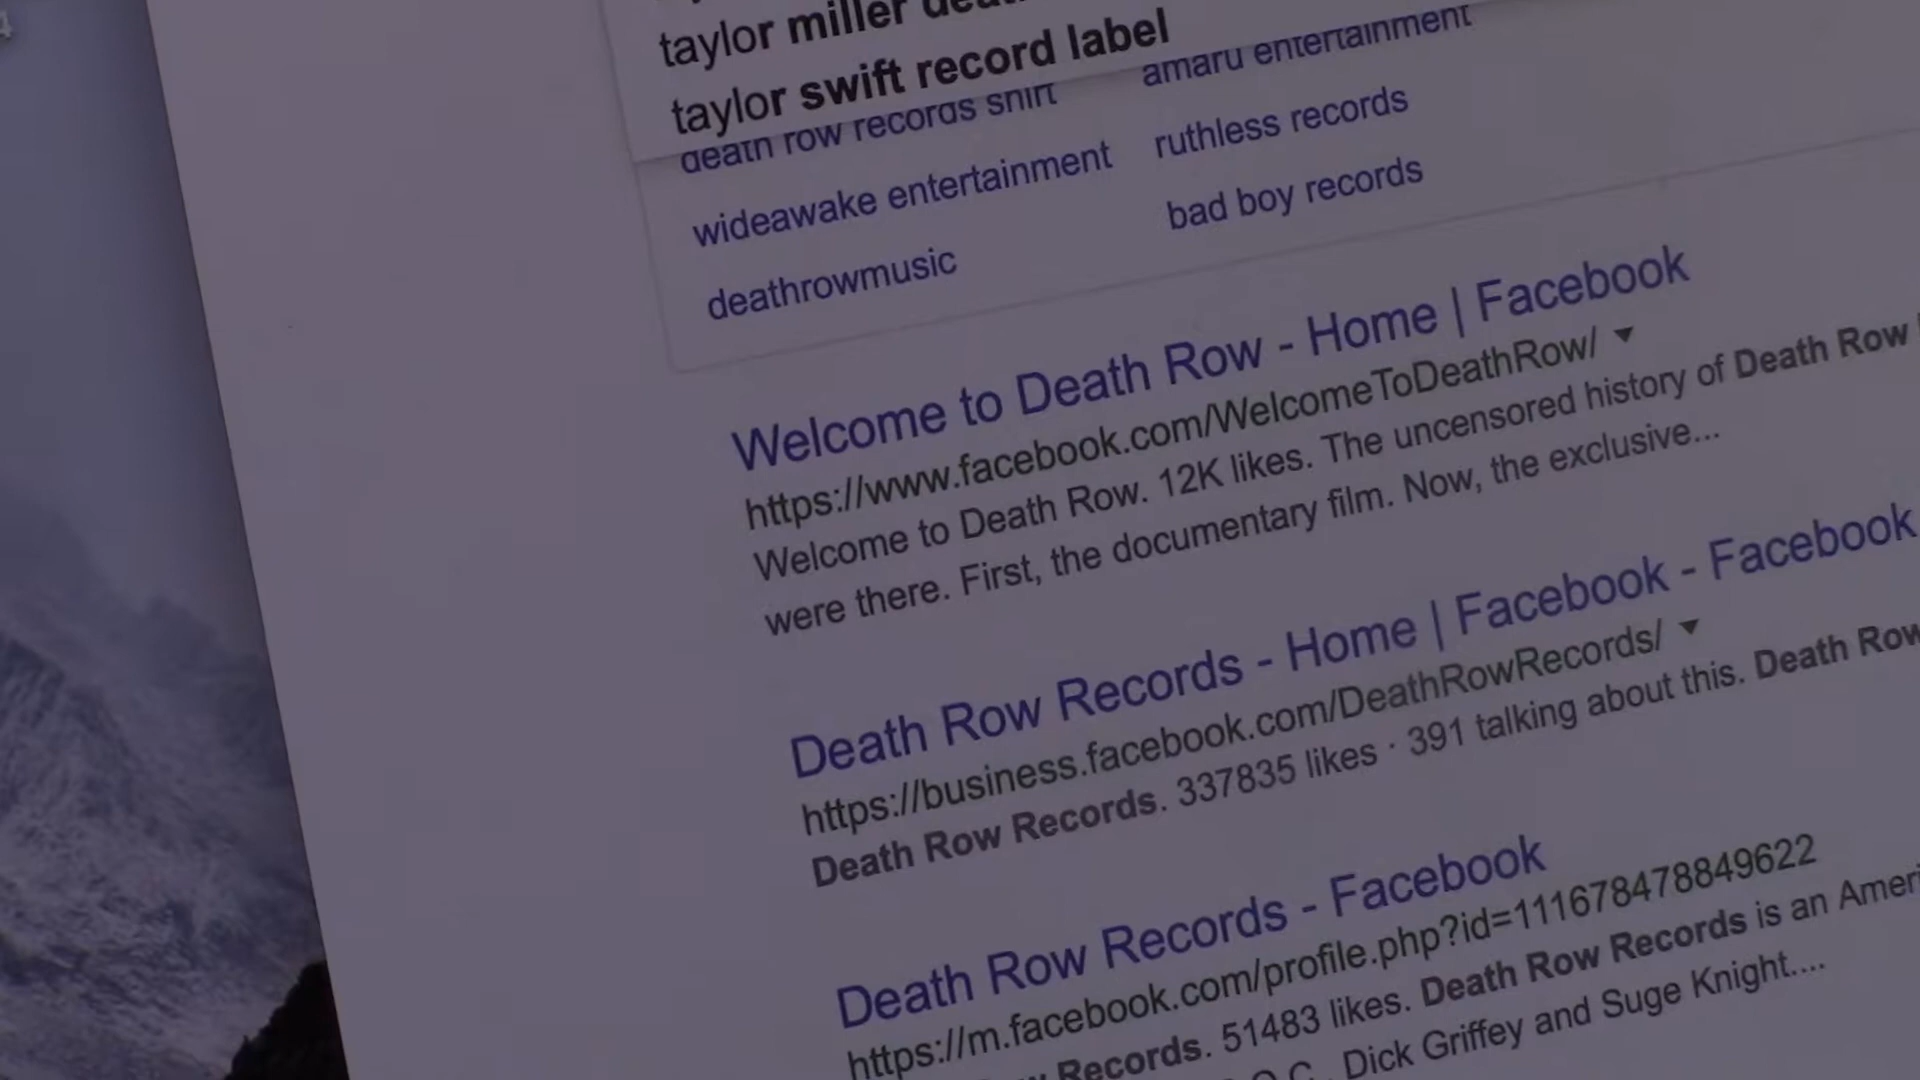 taylor miller
taylor swift record label
death row records shirt
amaru entertainment
wideawake entertainment
ruthless records
deathrowmusic
bad boy records
Welcome to Death Row - Home | Facebook
https://www.facebook.com/WelcomeToDeathRow/
Welcome to Death Row. 12K likes. The uncensored history of Death Row
were there. First, the documentary film. Now, the exclusive...
Death Row Records - Home | Facebook - Facebook
https://business.facebook.com/DeathRowRecords/
Death Row Records. 337835 likes · 391 talking about this. Death Row
Death Row Records - Facebook
https://m.facebook.com/profile.php?id=111678478849622
Records. 51483 likes. Death Row Records is an Ameri
D.O.C., Dick Griffey and Suge Knight....